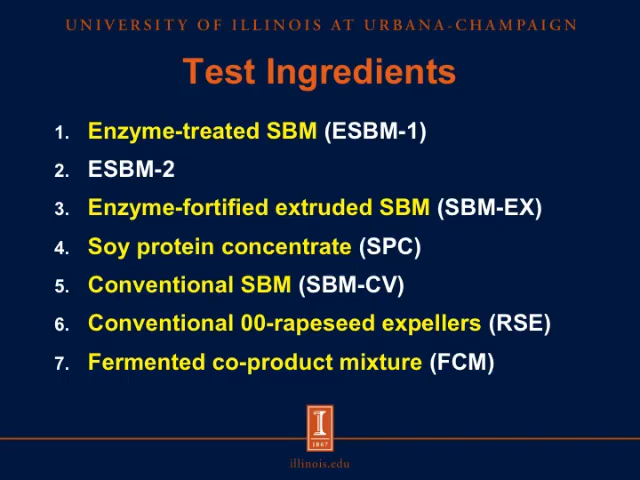 UNIVERSITY OF ILLINOIS AT URBANA-CHAMPAIGN
Test Ingredients
1. Enzyme-treated SBM (ESBM-1)
2. ESBM-2
3. Enzyme-fortified extruded SBM (SBM-EX)
4. Soy protein concentrate (SPC)
5. Conventional SBM (SBM-CV)
6. Conventional 00-rapeseed expellers (RSE)
7. Fermented co-product mixture (FCM)
I
1867
illinois.edu